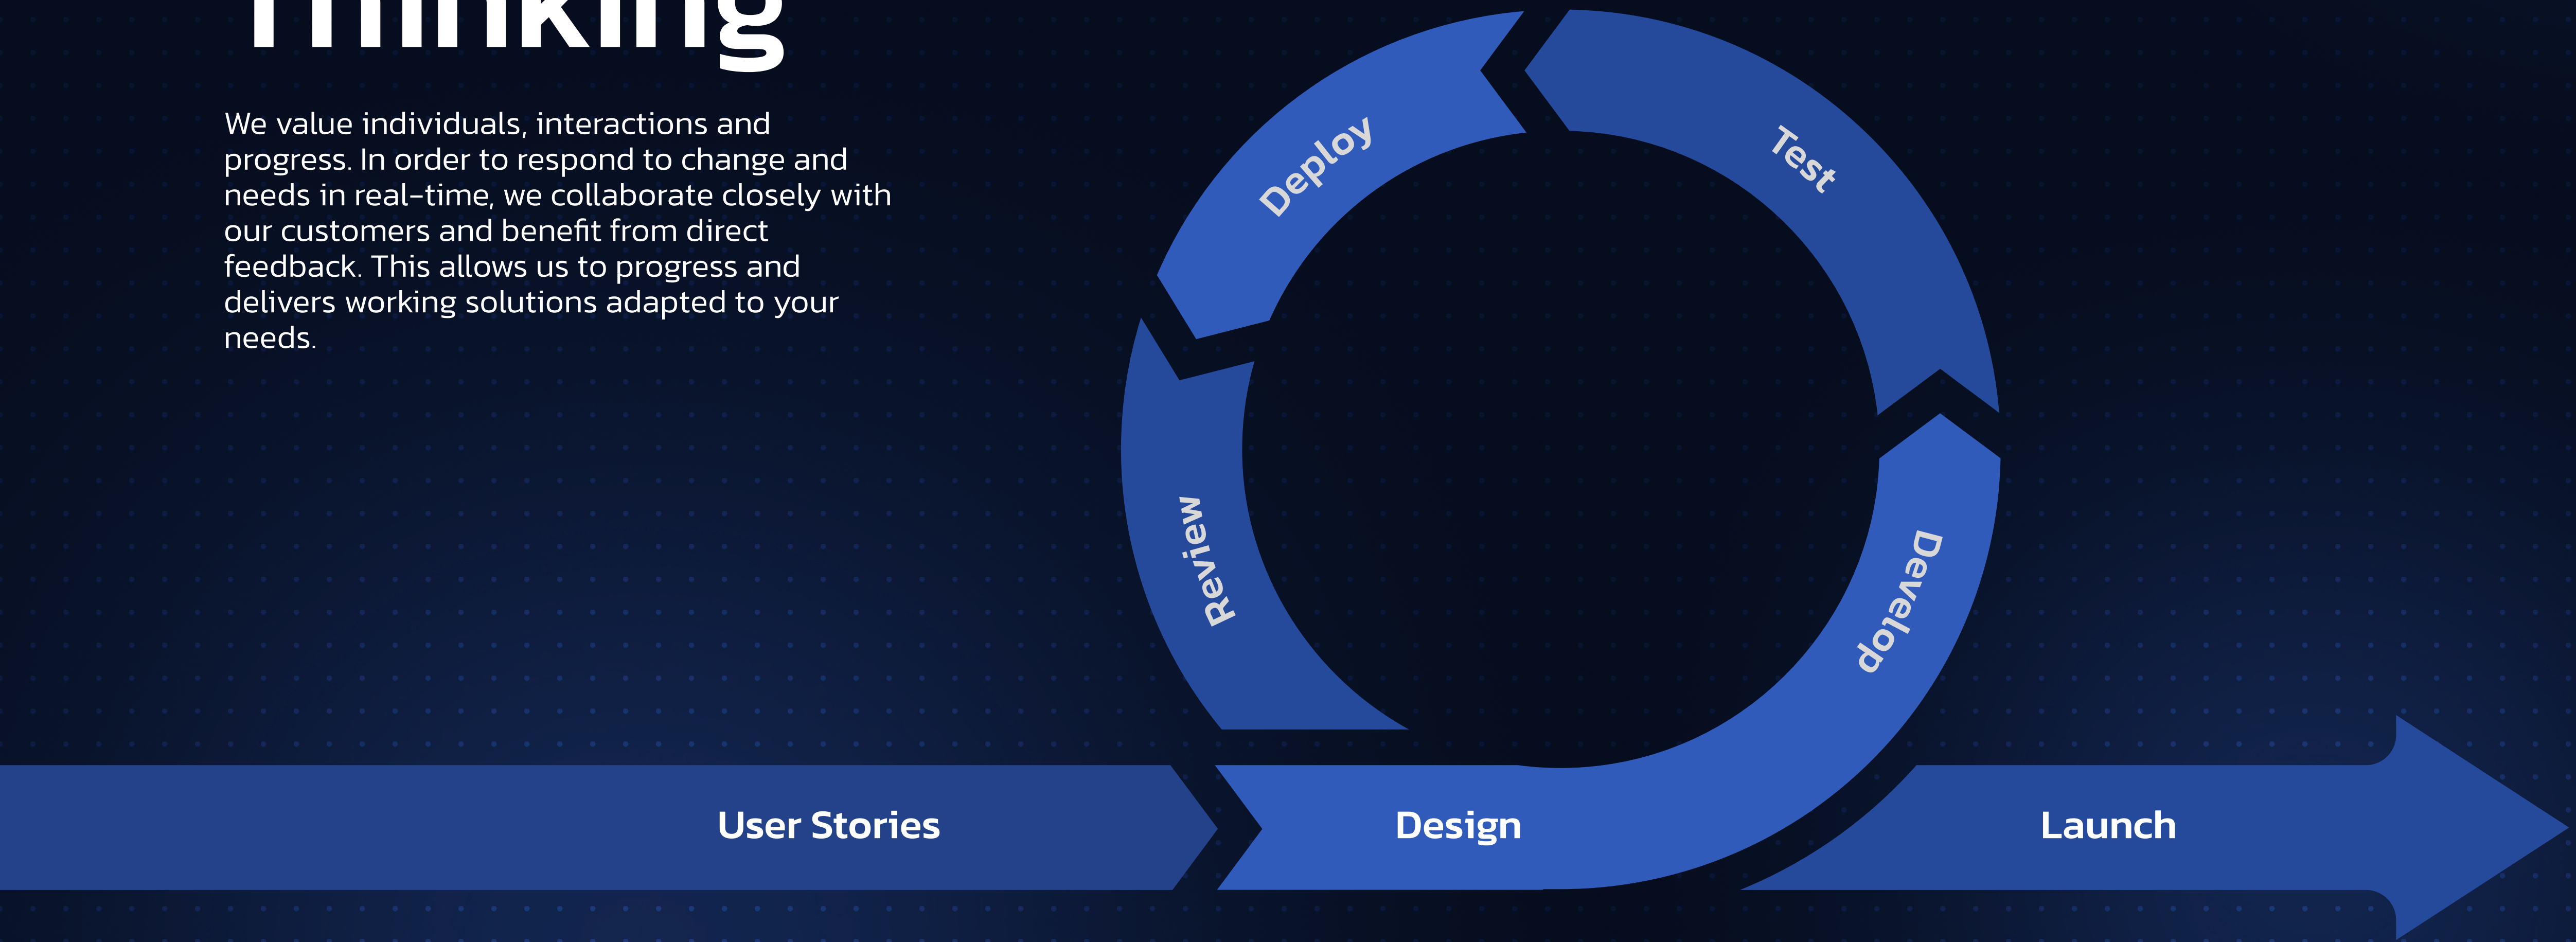 Thinking
We value individuals, interactions and
progress. In order to respond to change and
needs in real-time, we collaborate closely with
our customers and benefit from direct
feedback. This allows us to progress and
delivers working solutions adapted to your
needs.
Deploy
Test
Review
Develop
User Stories
Design
Launch